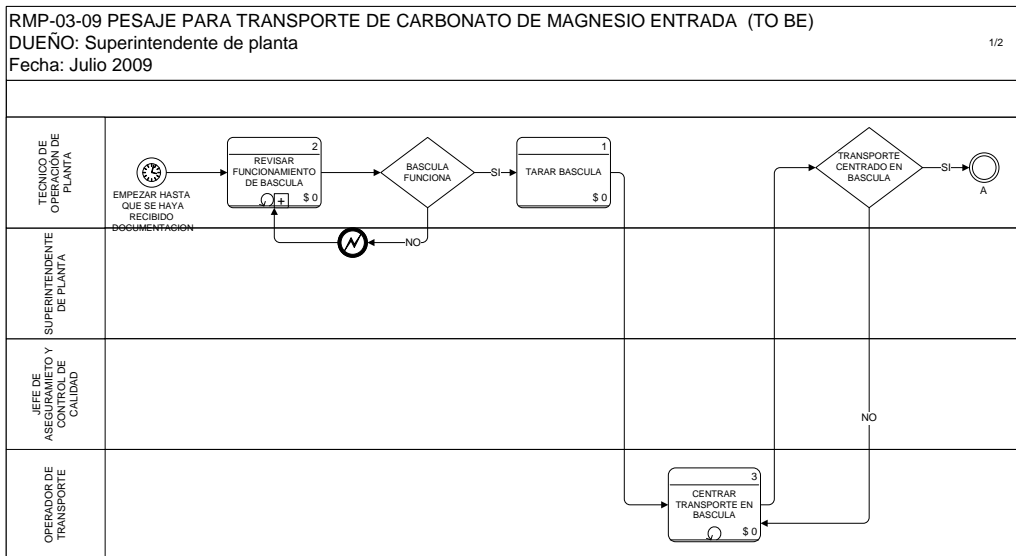 RMP-03-09 PESAJE PARA TRANSPORTE DE CARBONATO DE MAGNESIO ENTRADA (TO BE)
DUEÑO: Superintendente de planta
1/2
Fecha: Julio 2009
TECNICO DE
OPERACIÓN DE
PLANTA
EMPEZAR HASTA
QUE SE HAYA
RECIBIDO
DOCUMENTACION
2
REVISAR
FUNCIONAMIENTO
DE BASCULA
$ 0
BASCULA
FUNCIONA
SI
NO
1
TARAR BASCULA
$ 0
TRANSPORTE
CENTRADO EN
BASCULA
SI
A
NO
SUPERINTENDENTE
DE PLANTA
JEFE DE
ASEGURAMIETO Y
CONTROL DE
CALIDAD
OPERADOR DE
TRANSPORTE
3
CENTRAR
TRANSPORTE EN
BASCULA
$ 0